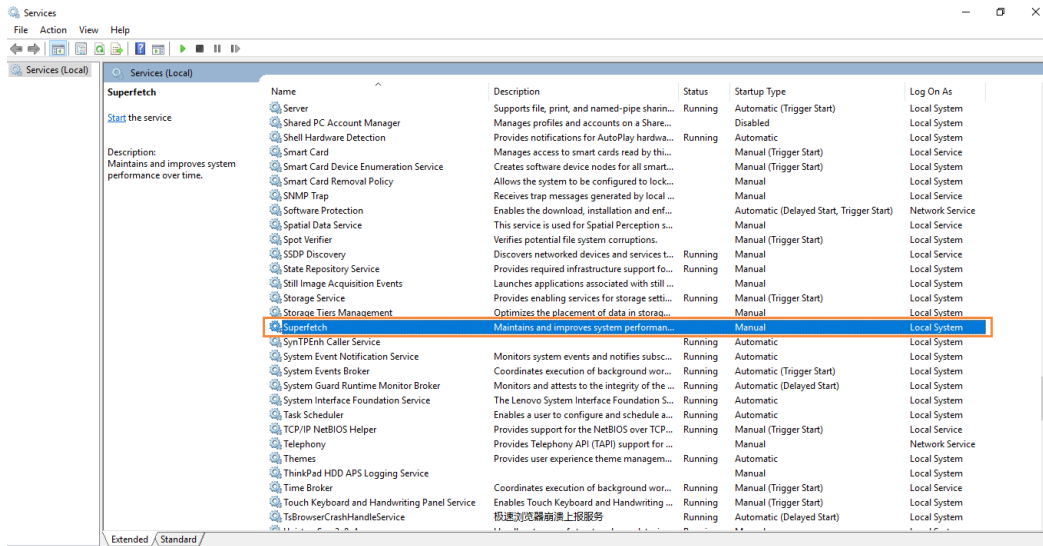 Services
File Action View Help
Services (Local)
Services (Local)
Superfetch
Start the service
Description:
Maintains and improves system
performance over time.
Name Description Status Startup Type Log On As
Server Supports file, print, and named-pipe sharin... Running Automatic (Trigger Start) Local System
Shared PC Account Manager Manages profiles and accounts on a Share... Disabled Local System
Shell Hardware Detection Provides notifications for AutoPlay hardwa... Running Automatic Local System
Smart Card Manages access to smart cards read by thi... Manual (Trigger Start) Local Service
Smart Card Device Enumeration Service Creates software device nodes for all smart... Manual (Trigger Start) Local System
Smart Card Removal Policy Allows the system to be configured to lock... Manual Local System
SNMP Trap Receives trap messages generated by local ... Manual Local Service
Software Protection Enables the download, installation and enf... Automatic (Delayed Start, Trigger Start) Network Service
Spatial Data Service This service is used for Spatial Perception s... Manual Local Service
Spot Verifier Verifies potential file system corruptions. Manual (Trigger Start) Local System
SSDP Discovery Discovers networked devices and services t... Running Manual Local Service
State Repository Service Provides required infrastructure support fo... Running Manual Local System
Still Image Acquisition Events Launches applications associated with still ... Manual Local System
Storage Service Provides enabling services for storage setti... Running Manual (Trigger Start) Local System
Storage Tiers Management Optimizes the placement of data in storag... Manual Local System
Superfetch Maintains and improves system performan... Manual Local System
SynTPEnh Caller Service Running Automatic Local System
System Event Notification Service Monitors system events and notifies subsc... Running Automatic Local System
System Events Broker Coordinates execution of background wor... Running Automatic (Trigger Start) Local System
System Guard Runtime Monitor Broker Monitors and attests to the integrity of the ... Running Automatic (Delayed Start) Local System
System Interface Foundation Service The Lenovo System Interface Foundation S... Running Automatic Local System
Task Scheduler Enables a user to configure and schedule a... Running Automatic Local System
TCP/IP NetBIOS Helper Provides support for the NetBIOS over TCP... Running Manual (Trigger Start) Local Service
Telephony Provides Telephony API (TAPI) support for ... Manual Network Service
Themes Provides user experience theme managem... Running Automatic Local System
ThinkPad HDD APS Logging Service Manual Local System
Time Broker Coordinates execution of background wor... Running Manual (Trigger Start) Local Service
Touch Keyboard and Handwriting Panel Service Enables Touch Keyboard and Handwriting ... Running Manual (Trigger Start) Local System
TsBrowserCrashHandleService 极速浏览器崩溃上报服务 Running Automatic (Delayed Start) Local System
Extended Standard